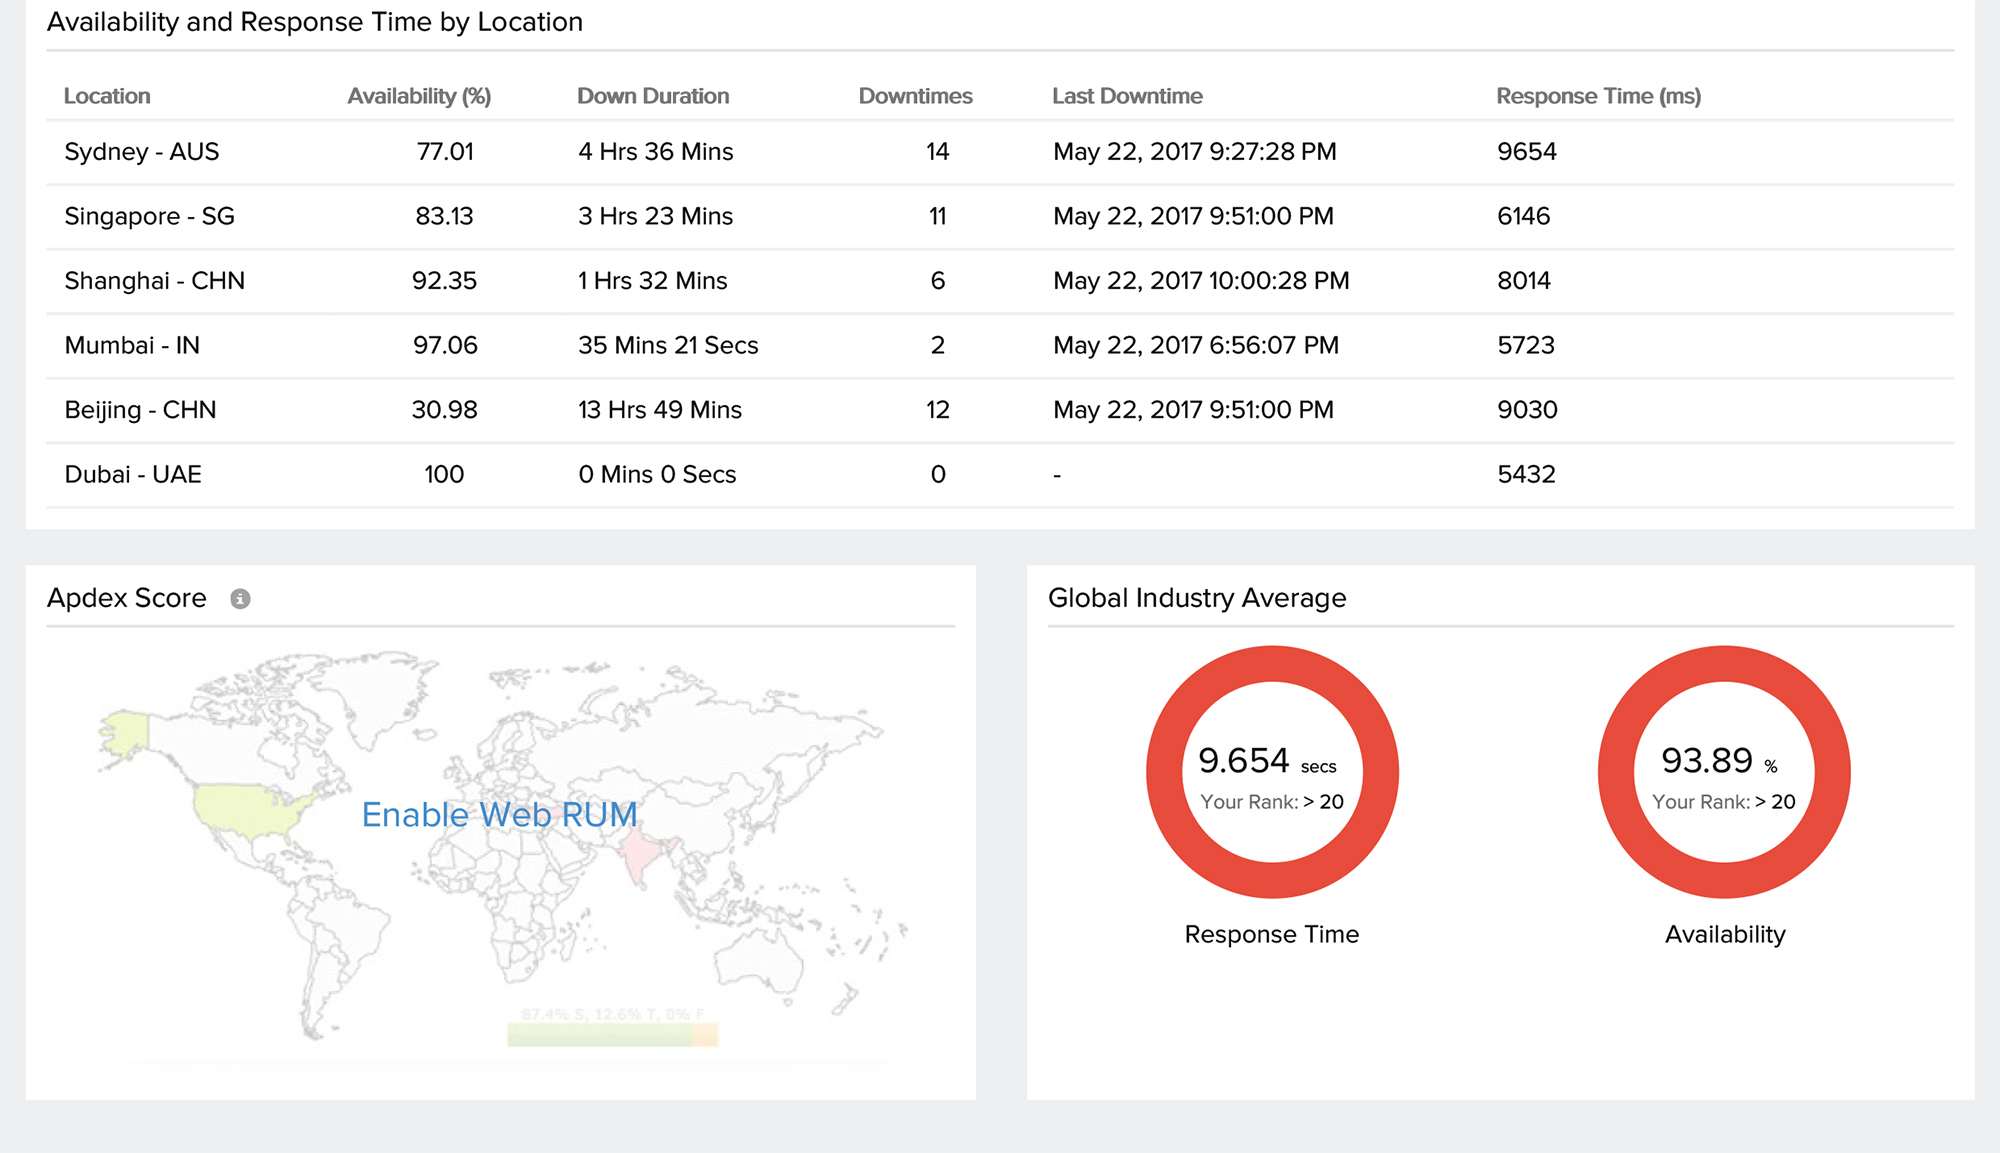 Availability and Response Time by Location
Location Availability (%) Down Duration Downtimes Last Downtime Response Time (ms)
Sydney - AUS 77.01 4 Hrs 36 Mins 14 May 22, 2017 9:27:28 PM 9654
Singapore - SG 83.13 3 Hrs 23 Mins 11 May 22, 2017 9:51:00 PM 6146
Shanghai - CHN 92.35 1 Hrs 32 Mins 6 May 22, 2017 10:00:28 PM 8014
Mumbai - IN 97.06 35 Mins 21 Secs 2 May 22, 2017 6:56:07 PM 5723
Beijing - CHN 30.98 13 Hrs 49 Mins 12 May 22, 2017 9:51:00 PM 9030
Dubai - UAE 100 0 Mins 0 Secs 0 - 5432
Apdex Score
Enable Web RUM
87.4% S, 12.6% T, 0% F
Global Industry Average
9.654 secs
Your Rank: > 20
Response Time
93.89 %
Your Rank: > 20
Availability